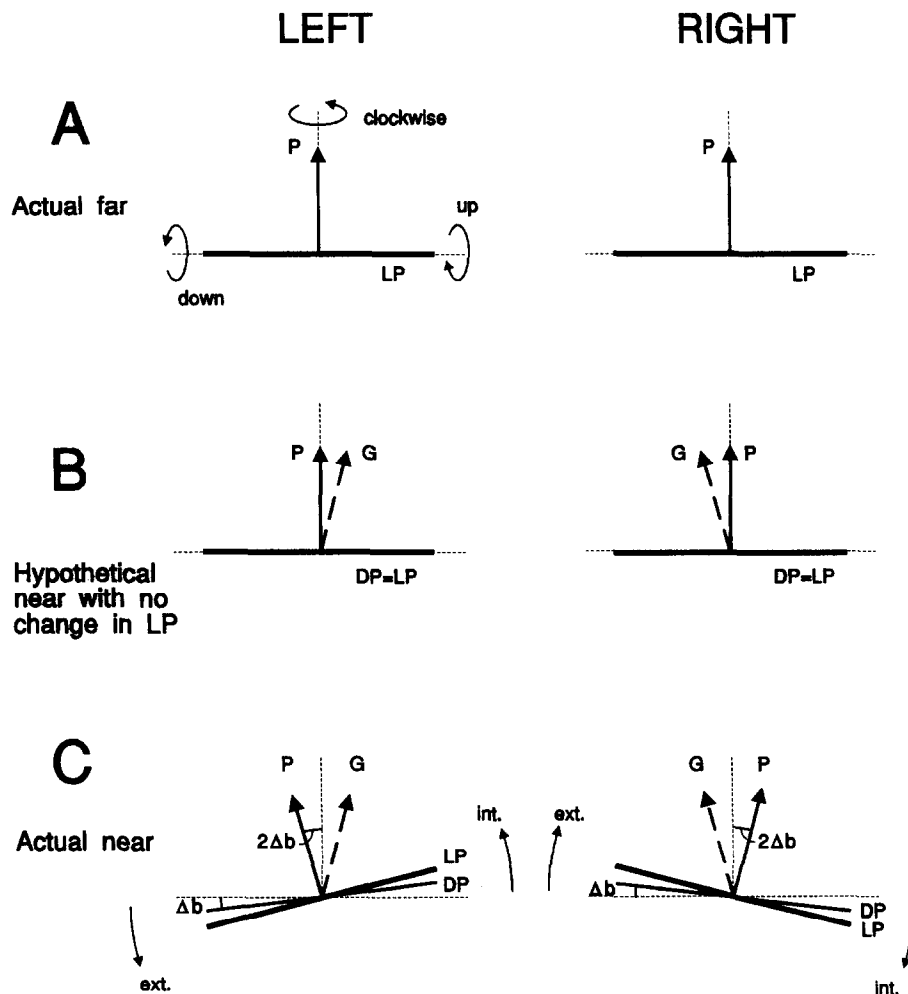 LEFT
RIGHT
A
Actual far
P
clockwise
up
down
LP
P
LP
B
Hypothetical
near with no
change in LP
P
G
DP=LP
G
P
DP=LP
C
Actual near
P
G
2Δb
LP
DP
Δb
ext.
int.
ext.
G
P
2Δb
Δb
DP
LP
int.